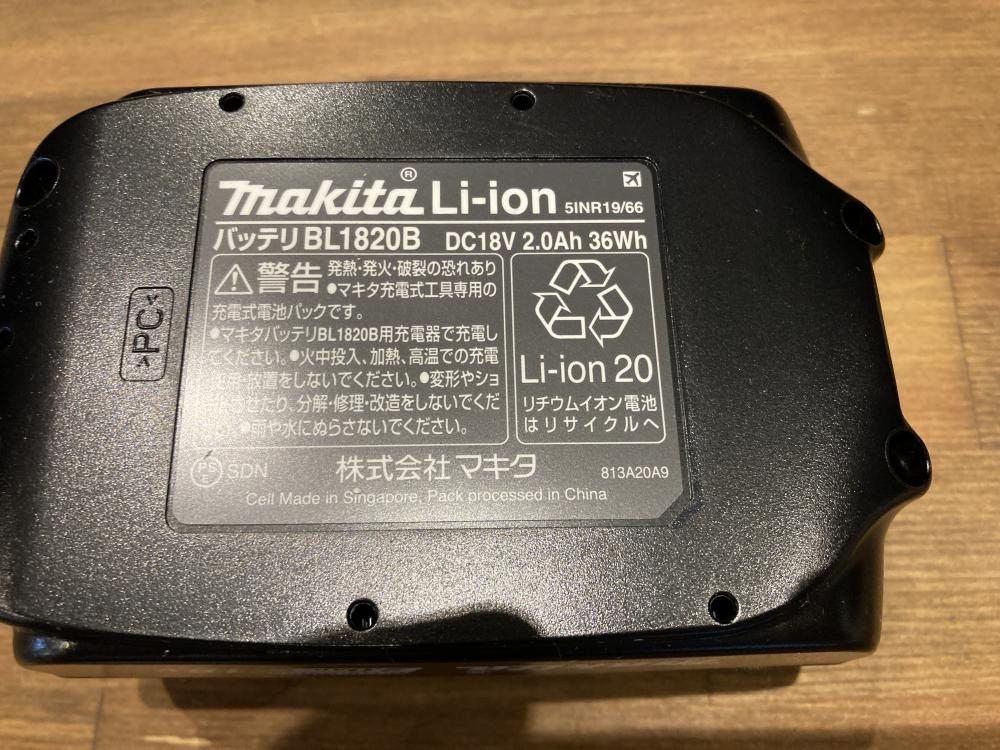 makita® Li-ion 5INR19/66
バッテリ BL1820B DC18V 2.0Ah 36Wh
警告 発熱・発火・破裂の恐れあり
●マキタ充電式工具専用の
充電式電池パックです。
●マキタバッテリBL1820B用充電器で充電し
てください。●火中投入、加熱、高温での充電
・放置をしないでください。●変形やショ
させたり、分解・修理・改造をしないでくだ
●雨や水にぬらさないでください。
Li-ion 20
リチウムイオン電池
はリサイクルへ
PS
E SDN 株式会社 マキタ 813A20A9
Cell Made in Singapore, Pack processed in China
>PC<